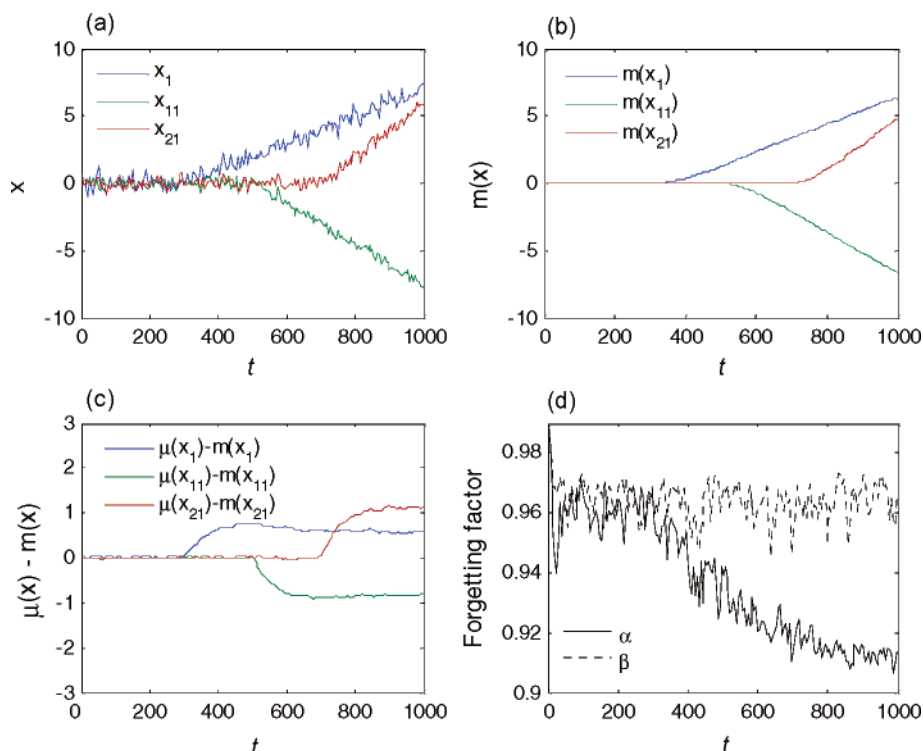 (a)
10
5
0
-5
-10
x
x₁
x₁₁
x₂₁
0 200 400 600 800 1000
t
(b)
10
5
0
-5
-10
m(x)
m(x₁)
m(x₁₁)
m(x₂₁)
0 200 400 600 800 1000
t
(c)
3
2
1
0
-1
-2
-3
μ(x) - m(x)
μ(x₁)-m(x₁)
μ(x₁₁)-m(x₁₁)
μ(x₂₁)-m(x₂₁)
0 200 400 600 800 1000
t
(d)
0.98
0.96
0.94
0.92
0.9
Forgetting factor
α
β
0 200 400 600 800 1000
t